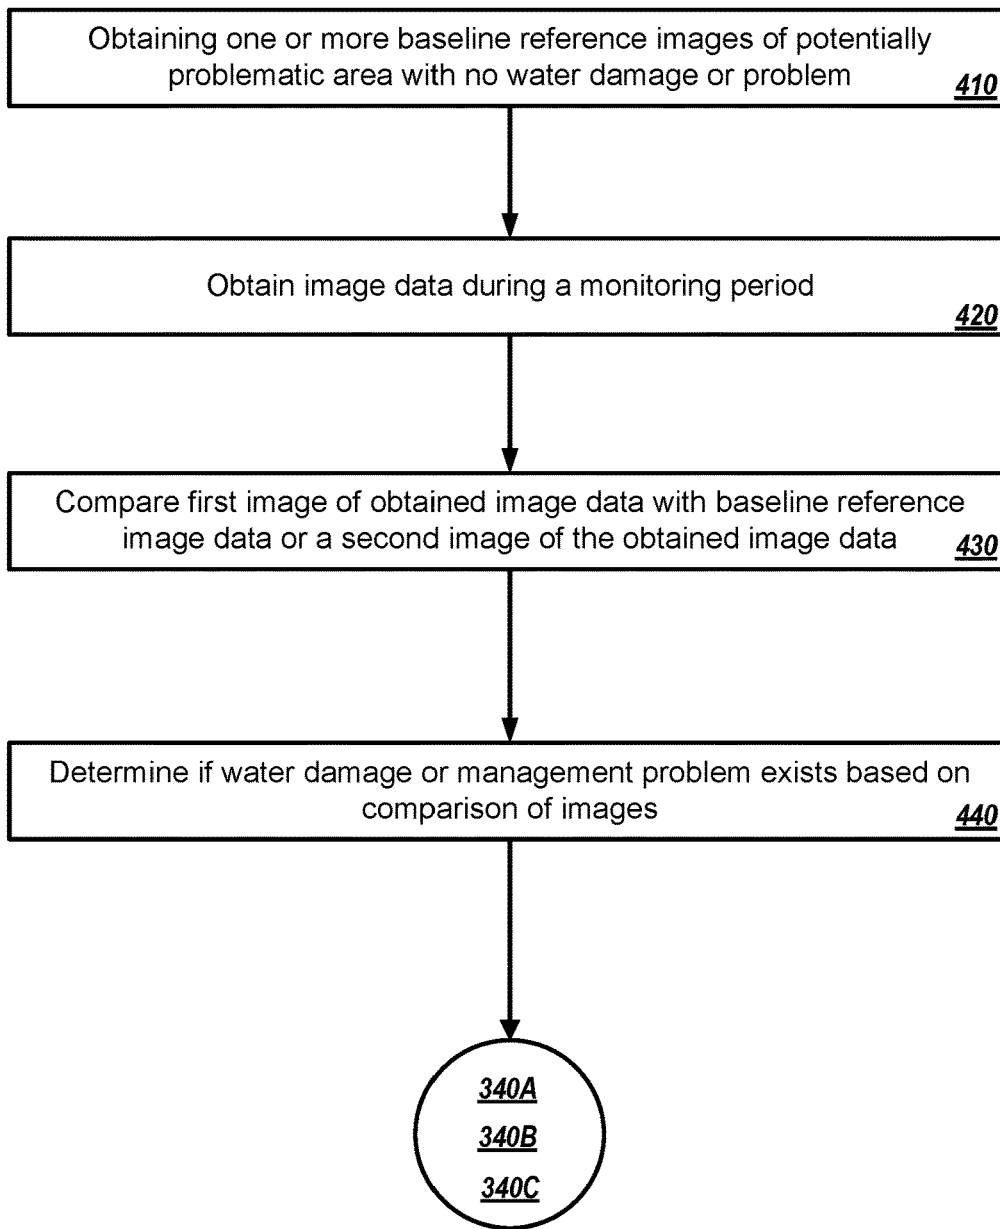 Obtaining one or more baseline reference images of potentially
problematic area with no water damage or problem
410
Obtain image data during a monitoring period
420
Compare first image of obtained image data with baseline reference
image data or a second image of the obtained image data
430
Determine if water damage or management problem exists based on
comparison of images
440
340A
340B
340C